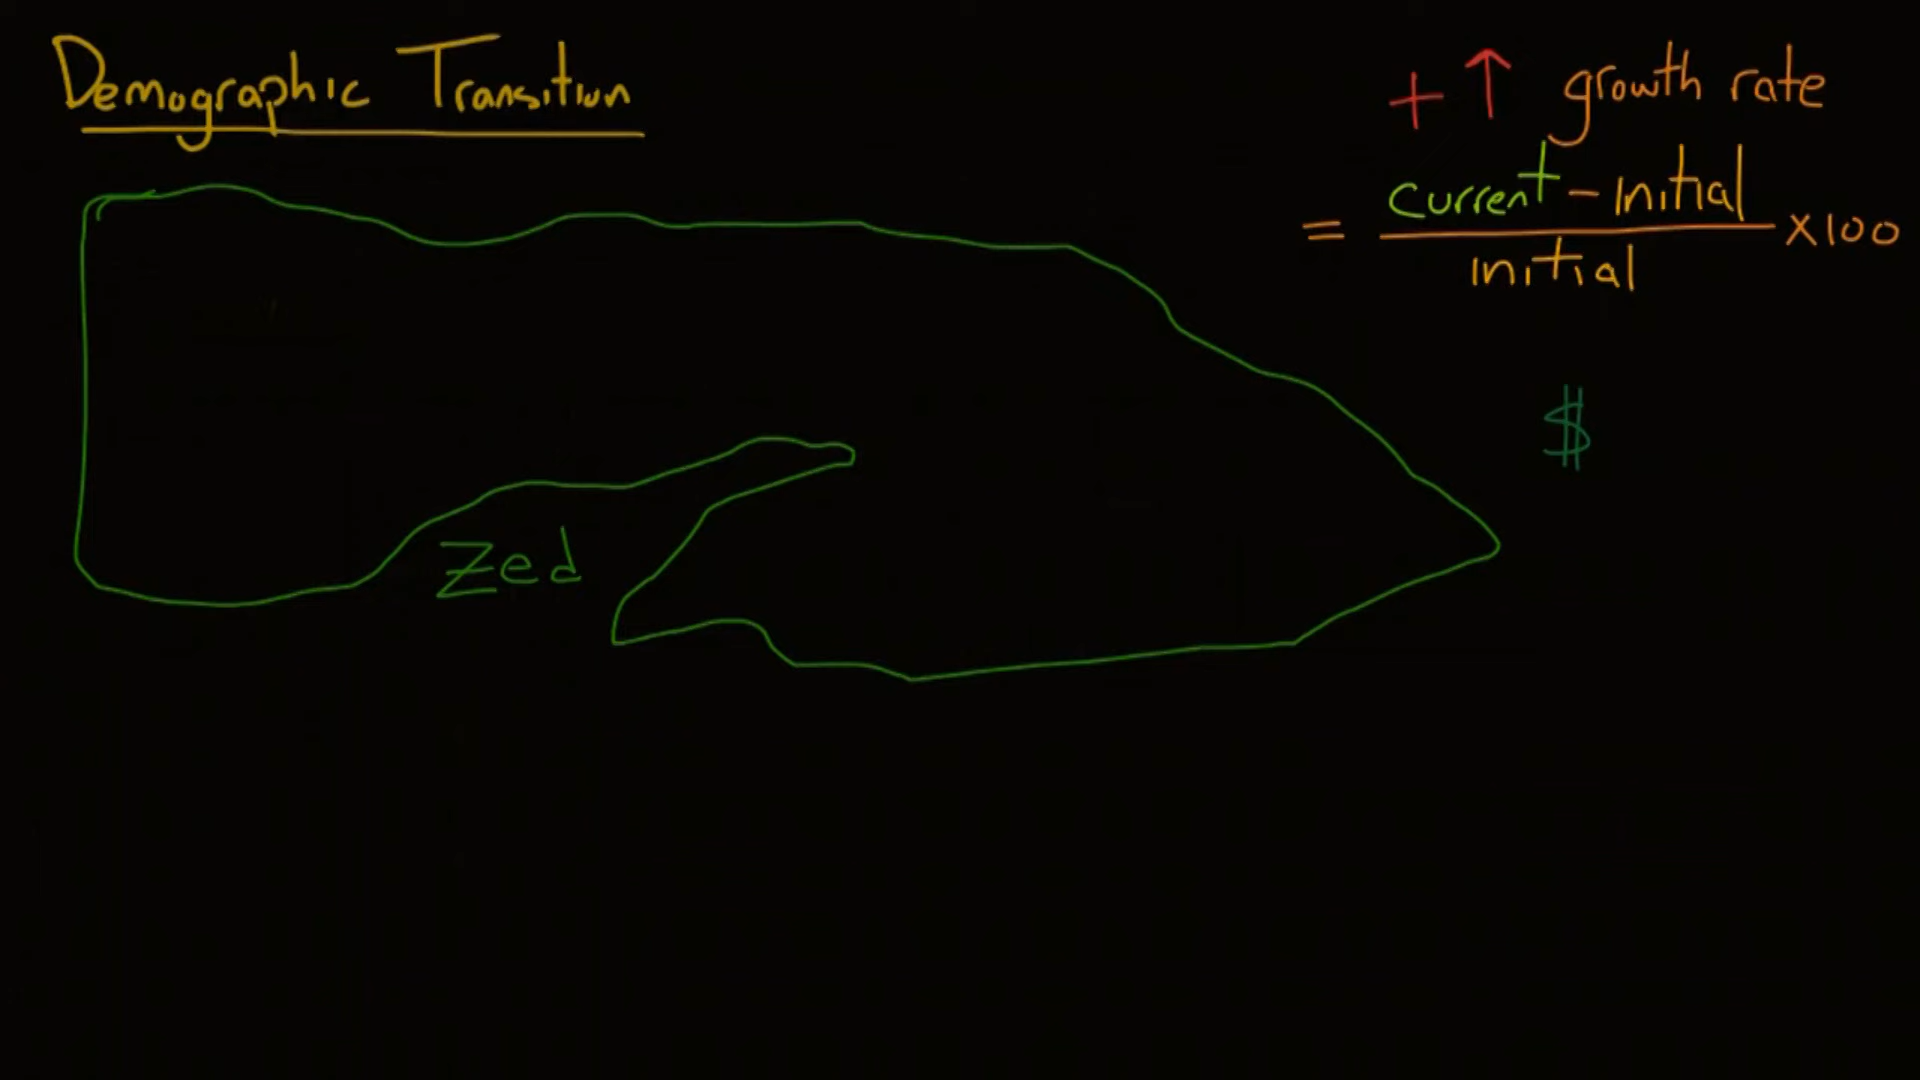 Demographic Transition
+ ↑ growth rate
= current - initial x100
initial
$
Zed